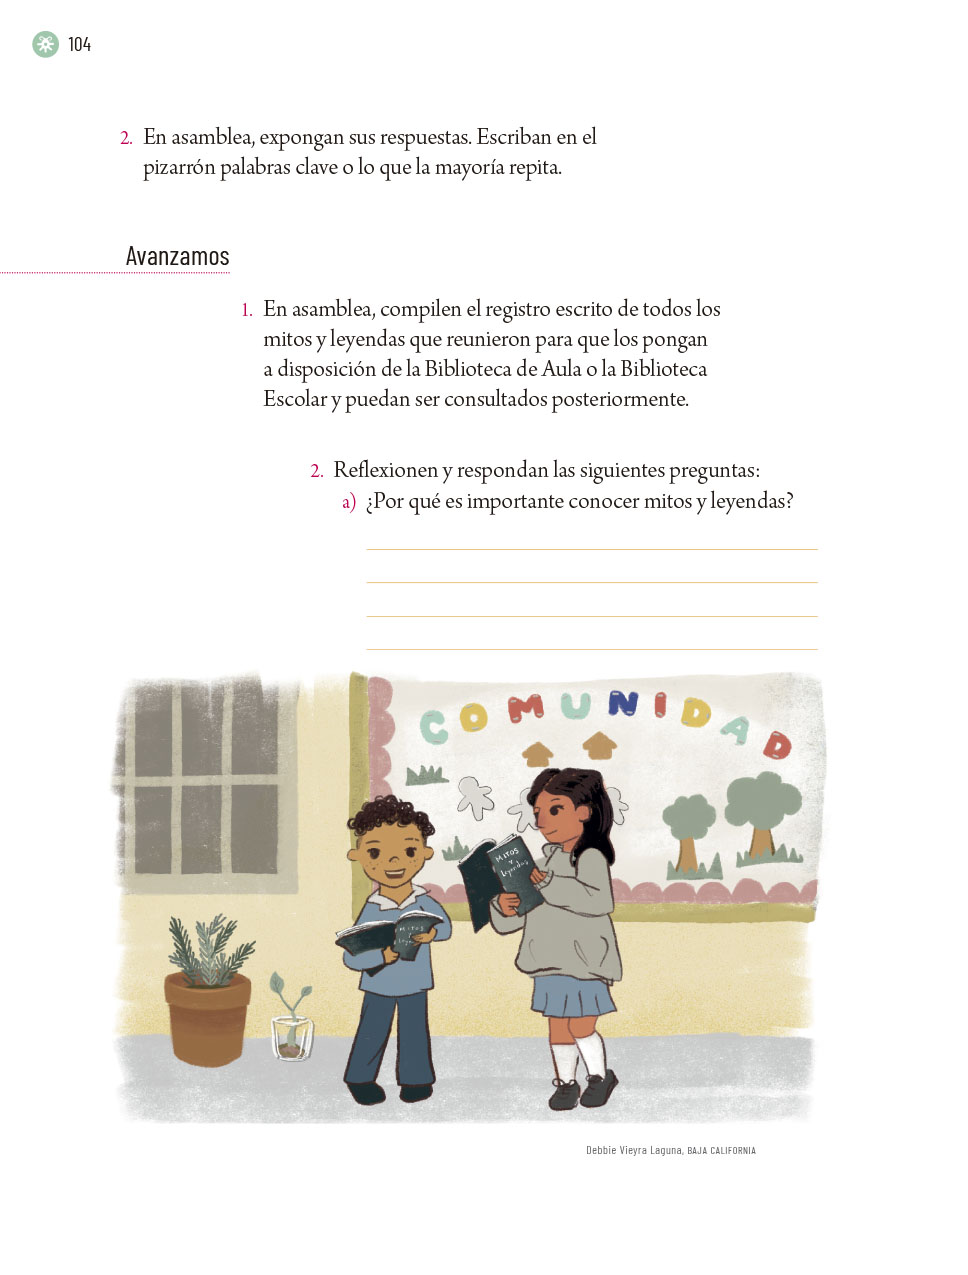 104
2. En asamblea, expongan sus respuestas. Escriban en el
pizarrón palabras clave o lo que la mayoría repita.
Avanzamos
1. En asamblea, compilen el registro escrito de todos los
mitos y leyendas que reunieron para que los pongan
a disposición de la Biblioteca de Aula o la Biblioteca
Escolar y puedan ser consultados posteriormente.
2. Reflexionen y respondan las siguientes preguntas:
a) ¿Por qué es importante conocer mitos y leyendas?
COMUNIDAD
MITOS
y
Leyendas
MITOS
y
Debbie Vieyra Laguna, BAJA CALIFORNIA